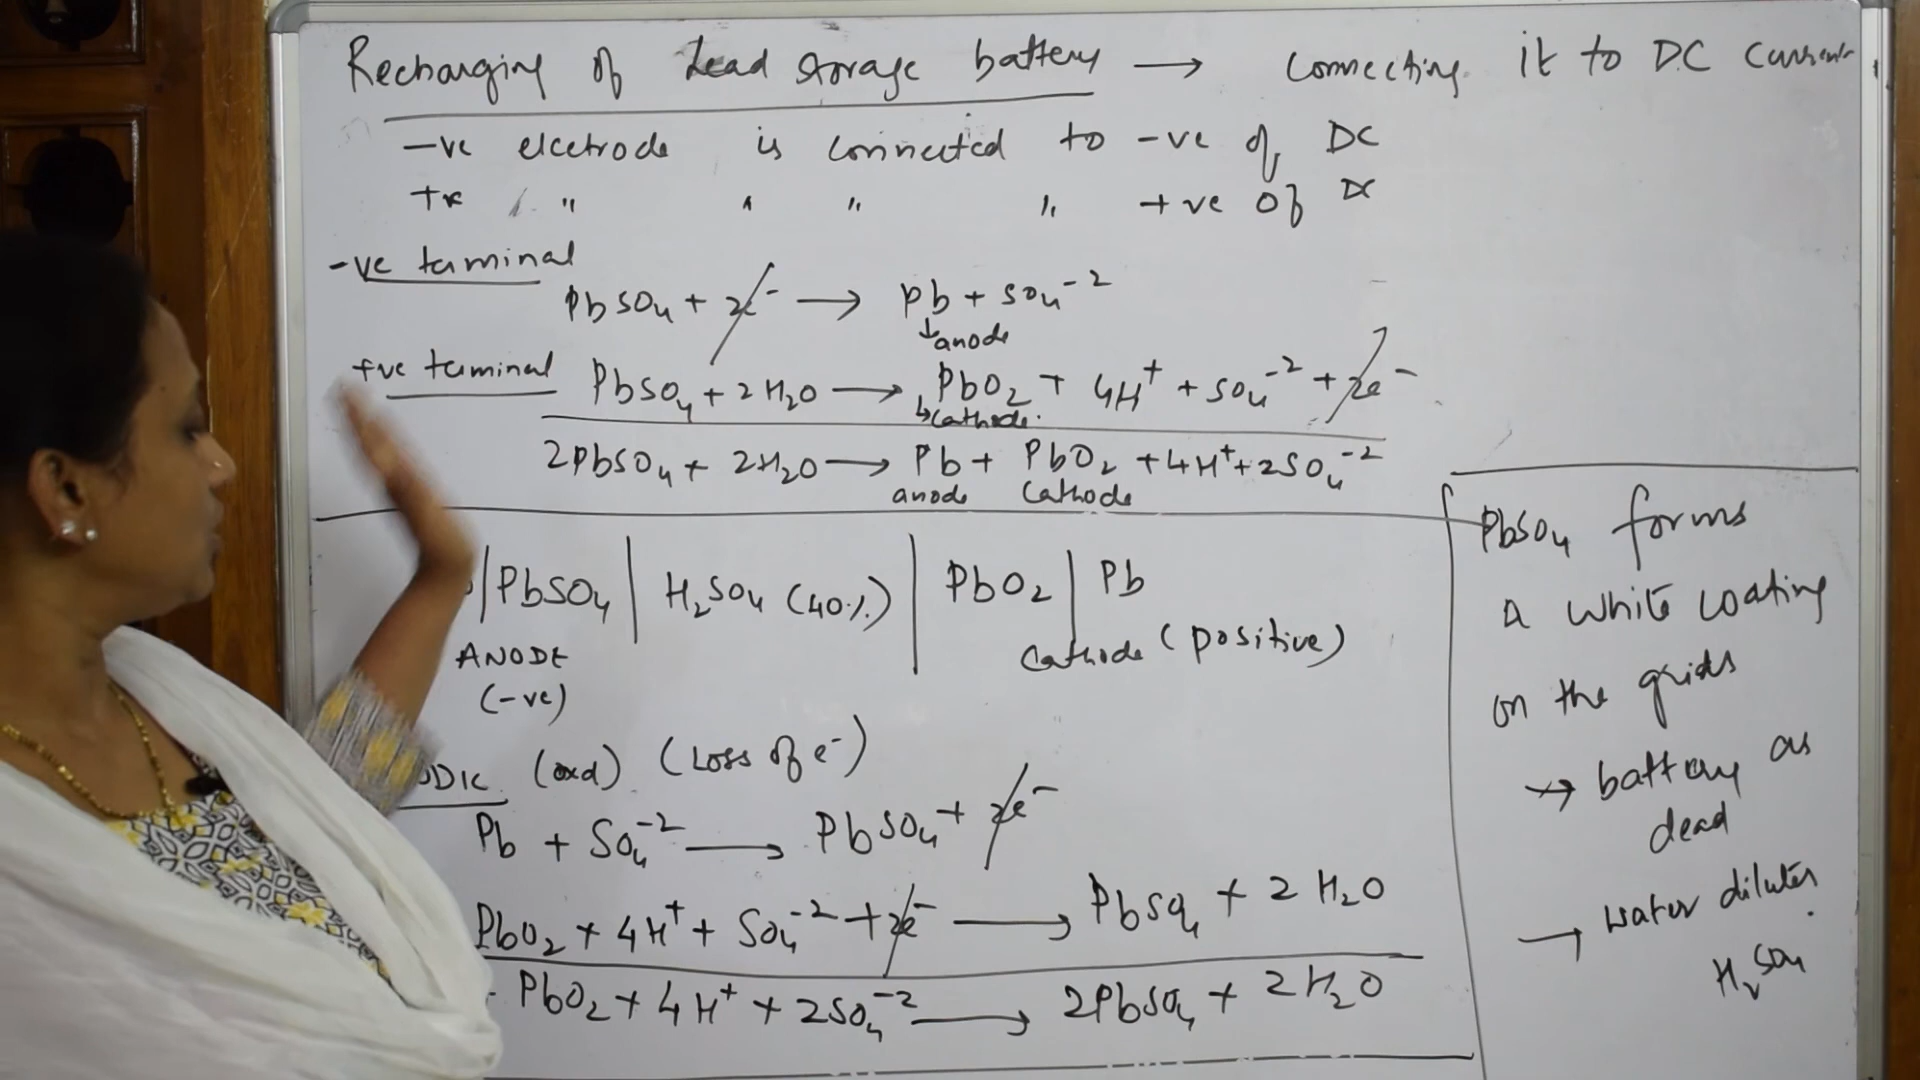 Recharging of Lead storage battery → Connecting it to DC current.
-ve electrode is connected to -ve of DC
+ve " " " " +ve of DC
-ve terminal
PbSO₄ + 2e⁻ → Pb + SO₄⁻²
↓anode
+ve terminal PbSO₄ + 2H₂O → PbO₂ + 4H⁺ + SO₄⁻² + 2e⁻
↳cathode.
2PbSO₄ + 2H₂O → Pb + PbO₂ + 4H⁺ + 2SO₄⁻²
anode cathode
|PbSO₄| H₂SO₄ (40%) | PbO₂ | Pb
ANODE cathode (positive)
(-ve)
ODIC (oxd) (Loss of e⁻)
Pb + SO₄⁻² → PbSO₄ + 2e⁻
PbO₂ + 4H⁺ + SO₄⁻² + 2e⁻ → PbSO₄ + 2H₂O
PbO₂ + 4H⁺ + 2SO₄⁻² → 2PbSO₄ + 2H₂O
PbSO₄ forms
a white coating
on the grids
→ battery as
dead
→ water dilutes
H₂SO₄